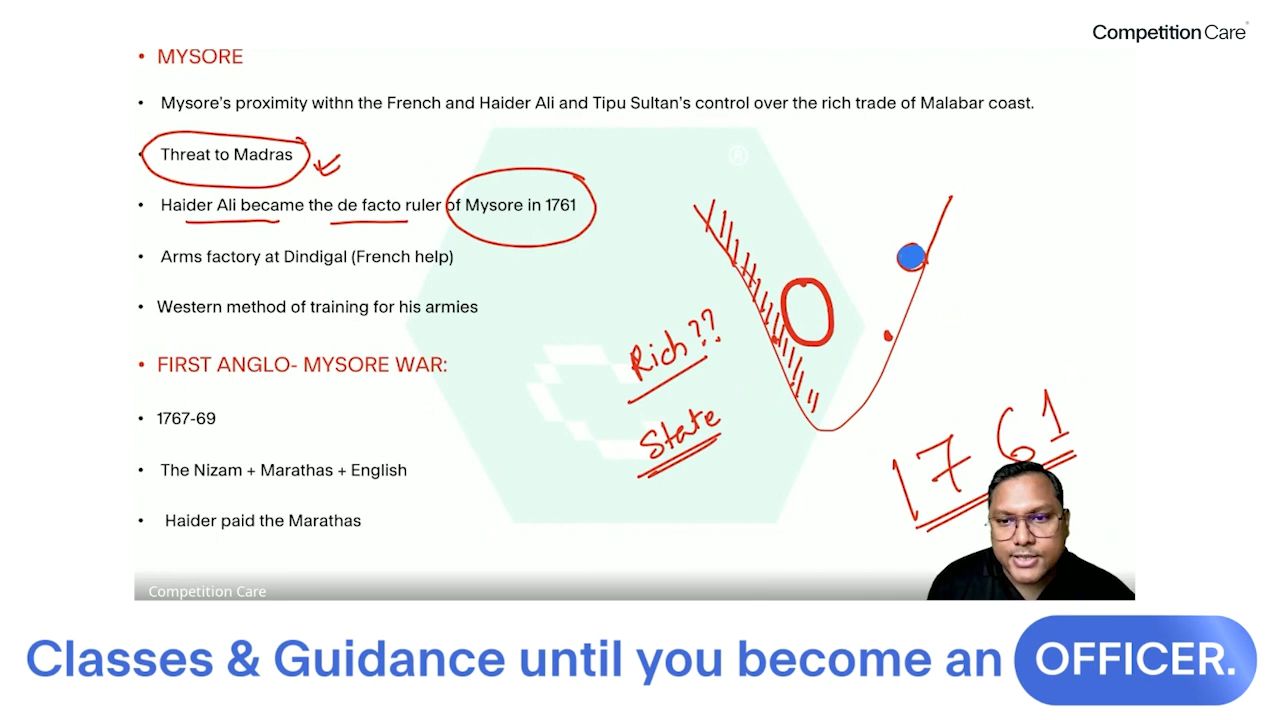 Competition Care
• MYSORE
• Mysore's proximity withn the French and Haider Ali and Tipu Sultan's control over the rich trade of Malabar coast.
• Threat to Madras
• Haider Ali became the de facto ruler of Mysore in 1761
• Arms factory at Dindigal (French help)
• Western method of training for his armies
Rich??
State
• FIRST ANGLO- MYSORE WAR:
• 1767-69
1761
• The Nizam + Marathas + English
• Haider paid the Marathas
Competition Care
Classes & Guidance until you become an OFFICER.